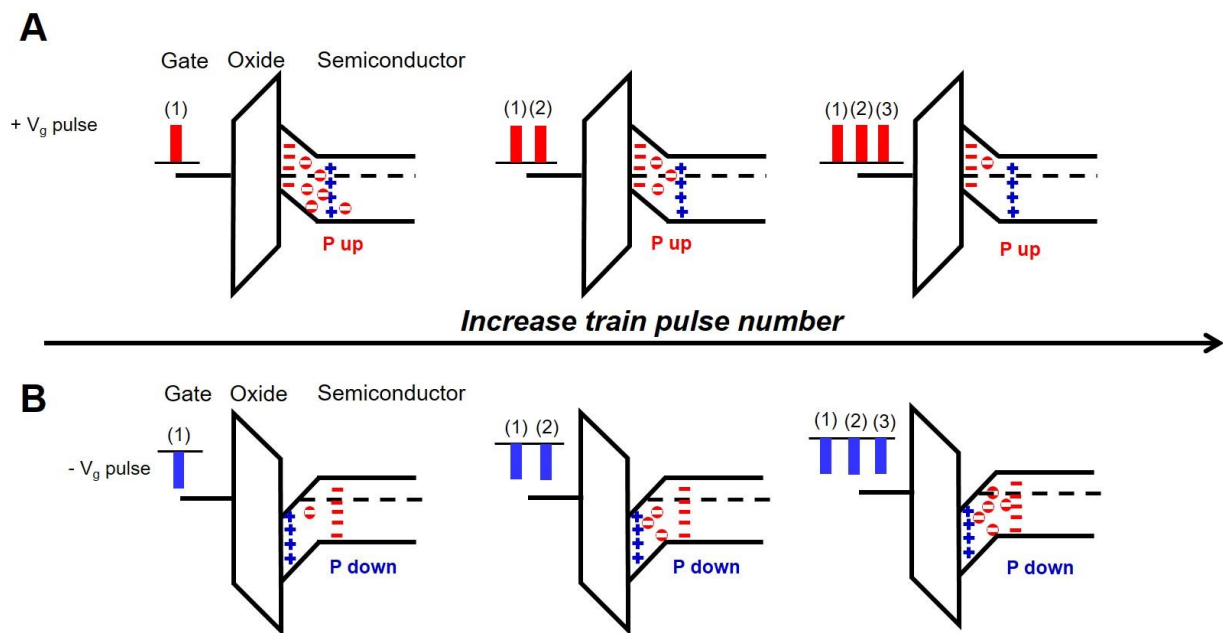 A
Gate Oxide Semiconductor
+ Vg pulse
(1)
(1) (2)
(1) (2) (3)
P up
P up
P up
Increase train pulse number
B
Gate Oxide Semiconductor
- Vg pulse
(1)
(1) (2)
(1) (2) (3)
P down
P down
P down